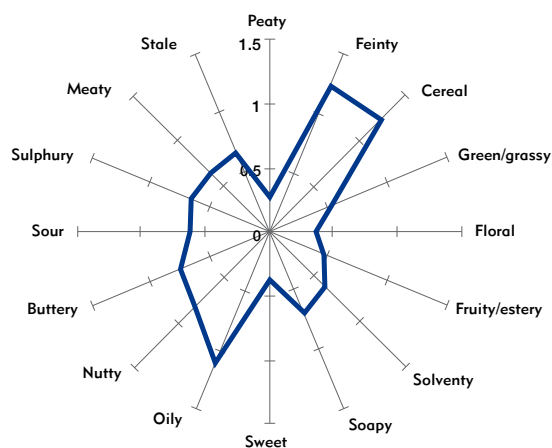 Peaty
1.5
Stale
Feinty
Meaty
1
Cereal
Sulphury
0.5
Green/grassy
Sour
0
Floral
Buttery
Fruity/estery
Nutty
Solventy
Oily
Soapy
Sweet